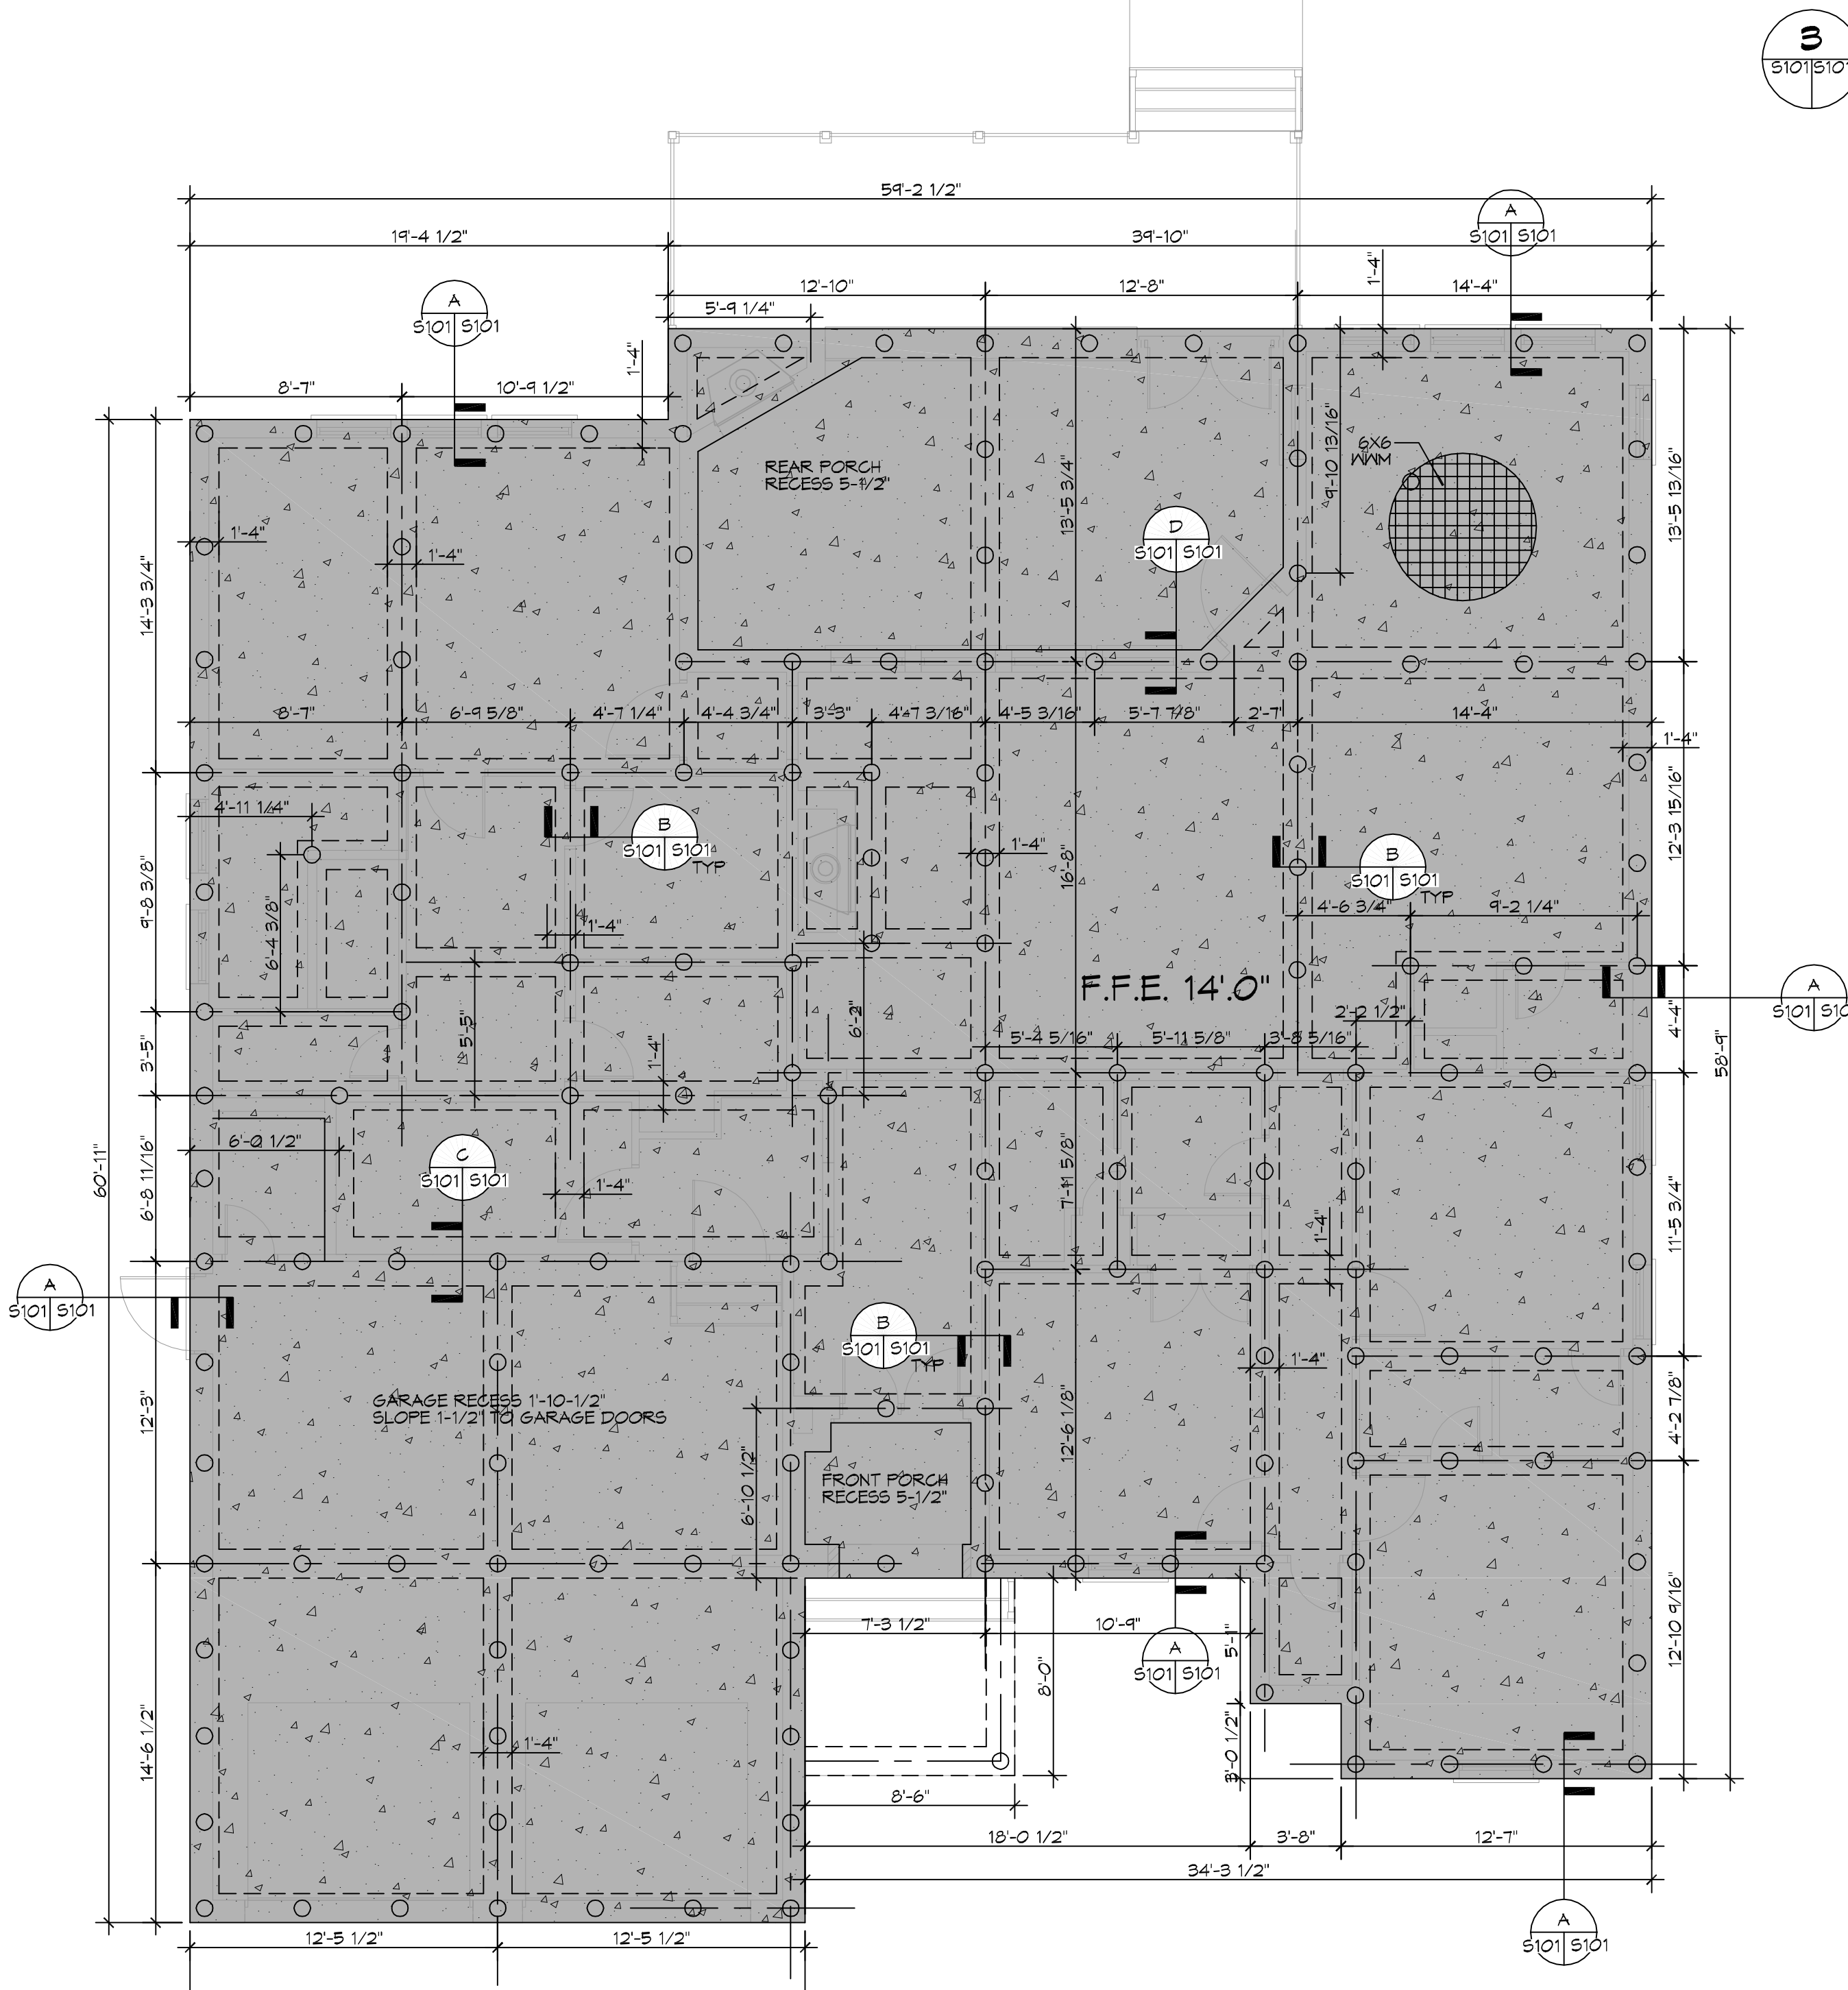 3
S101 S101
59'-2 1/2"
A
S101 S101
19'-4 1/2"
39'-10"
1'-4"
12'-10"
12'-8"
14'-4"
A
S101 S101
5'-9 1/4"
1'-4"
8'-7"
10'-9 1/2"
9'-10 13/16"
6X6
WWM
REAR PORCH
RECESS 5-1/2"
13'-5 3/4"
13'-5 13/16"
D
S101 S101
1'-4"
1'-4"
14'-3 3/4"
8'-7"
6'-9 5/8"
4'-7 1/4"
4'-4 3/4"
3'-3"
4'-7 3/16"
4'-5 3/16"
5'-7 7/8"
2'-7"
14'-4"
1'-4"
4'-11 1/4"
B
S101 S101
TYP
1'-4"
16'-8"
12'-3 15/16"
B
S101 S101
TYP
9'-8 3/8"
6'-4 3/8"
1'-4"
4'-6 3/4"
9'-2 1/4"
F.F.E. 14'.0"
A
2'-2 1/2"
6'-2"
5'-5"
3'-5"
1'-4"
5'-4 5/16"
5'-11 5/8"
3'-8 5/16"
4'-4"
58'-9"
6'-0 1/2"
C
S101 S101
1'-4"
60'-11"
6'-8 11/16"
7'-11 5/8"
1'-4"
11'-5 3/4"
A
S101 S101
B
S101 S101
TYP
1'-4"
GARAGE RECESS 1'-10-1/2"
SLOPE 1-1/2" TO GARAGE DOORS
12'-3"
12'-6 1/8"
4'-2 7/8"
6'-10 1/2"
FRONT PORCH
RECESS 5-1/2"
7'-3 1/2"
10'-9"
5'-1"
12'-10 9/16"
A
S101 S101
8'-0"
14'-6 1/2"
1'-4"
3'-0 1/2"
8'-6"
18'-0 1/2"
3'-8"
12'-7"
34'-3 1/2"
A
S101 S101
12'-5 1/2"
12'-5 1/2"